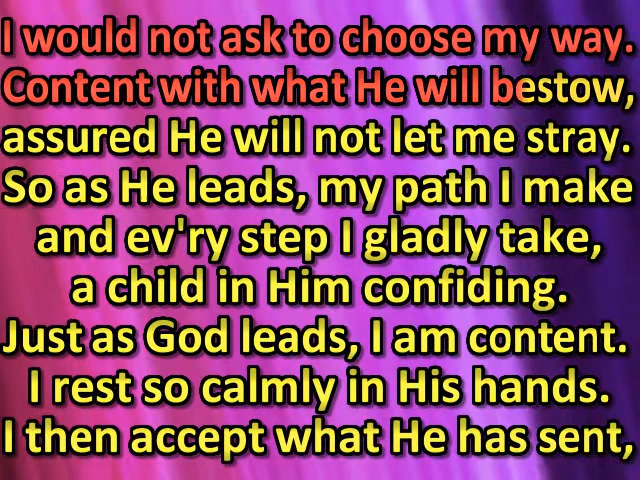 I would not ask to choose my way.
Content with what He will bestow,
assured He will not let me stray.
So as He leads, my path I make
and ev'ry step I gladly take,
a child in Him confiding.
Just as God leads, I am content.
I rest so calmly in His hands.
I then accept what He has sent,